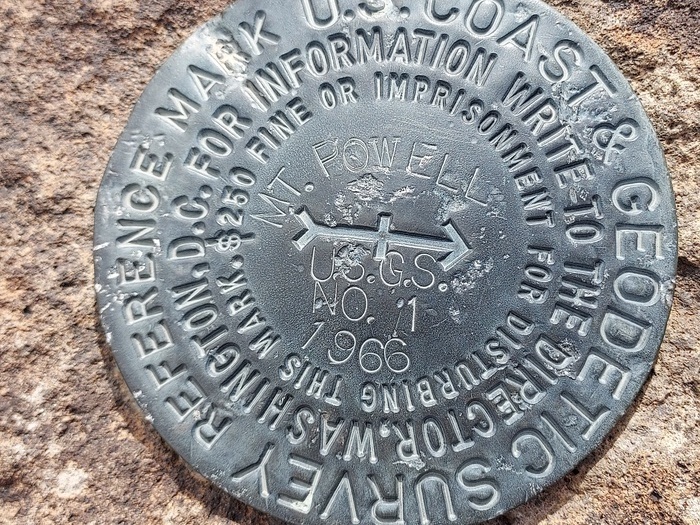 U.S. COAST & GEODETIC SURVEY REFERENCE MARK
FOR INFORMATION WRITE TO THE DIRECTOR, WASHINGTON, D.C.
$250 FINE OR IMPRISONMENT FOR DISTURBING THIS MARK.
MT. POWELL
U.S.G.S.
NO. 1
1966